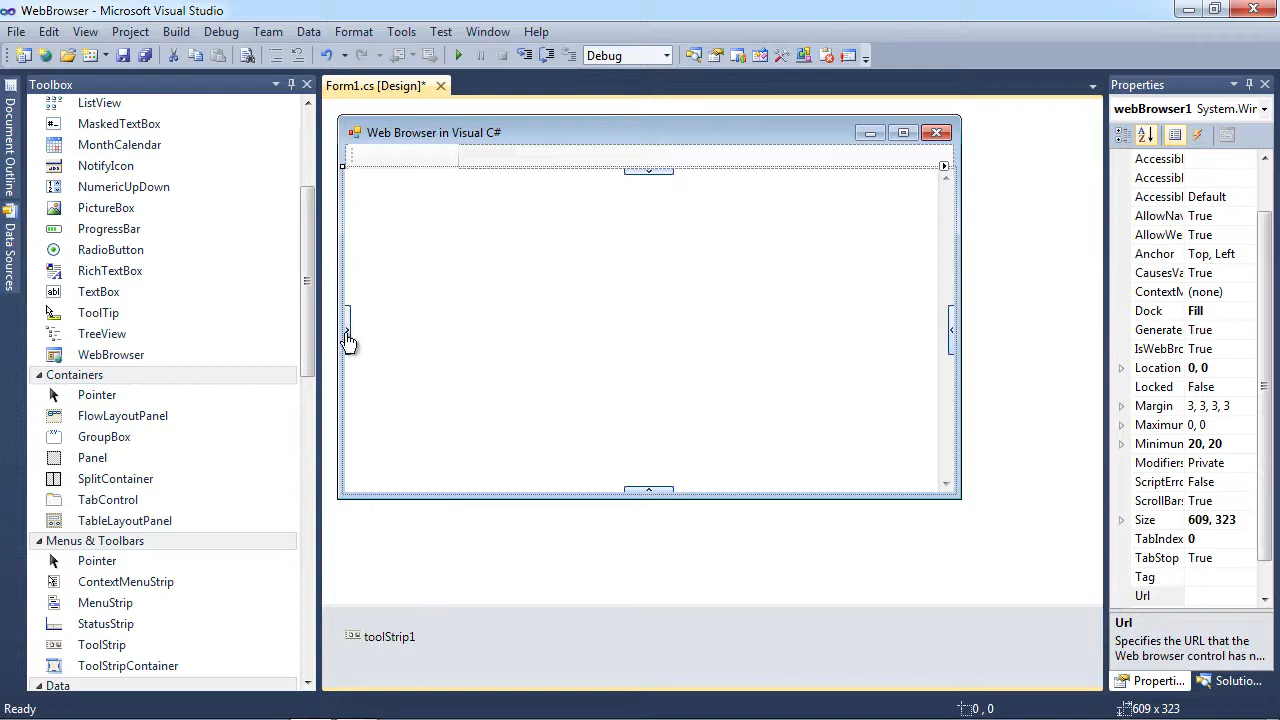 WebBrowser - Microsoft Visual Studio
File Edit View Project Build Debug Team Data Format Tools Test Window Help
Debug
Document Outline
Data Sources
Toolbox
ListView
MaskedTextBox
MonthCalendar
NotifyIcon
NumericUpDown
PictureBox
ProgressBar
RadioButton
RichTextBox
TextBox
ToolTip
TreeView
WebBrowser
Containers
Pointer
FlowLayoutPanel
GroupBox
Panel
SplitContainer
TabControl
TableLayoutPanel
Menus & Toolbars
Pointer
ContextMenuStrip
MenuStrip
StatusStrip
ToolStrip
ToolStripContainer
Data
Form1.cs [Design]*
Web Browser in Visual C#
toolStrip1
Properties
webBrowser1 System.Wir
Accessibl
Accessibl
Accessibl Default
AllowNav True
AllowWe True
Anchor Top, Left
CausesVa True
ContextM (none)
Dock Fill
Generate True
IsWebBrc True
Location 0, 0
Locked False
Margin 3, 3, 3, 3
Maximum 0, 0
Minimum 20, 20
Modifiers Private
ScriptErro False
ScrollBars True
Size 609, 323
TabIndex 0
TabStop True
Tag
Url
Url
Specifies the URL that the
Web browser control has n...
Properti... Solutio...
Ready 0 , 0 609 x 323